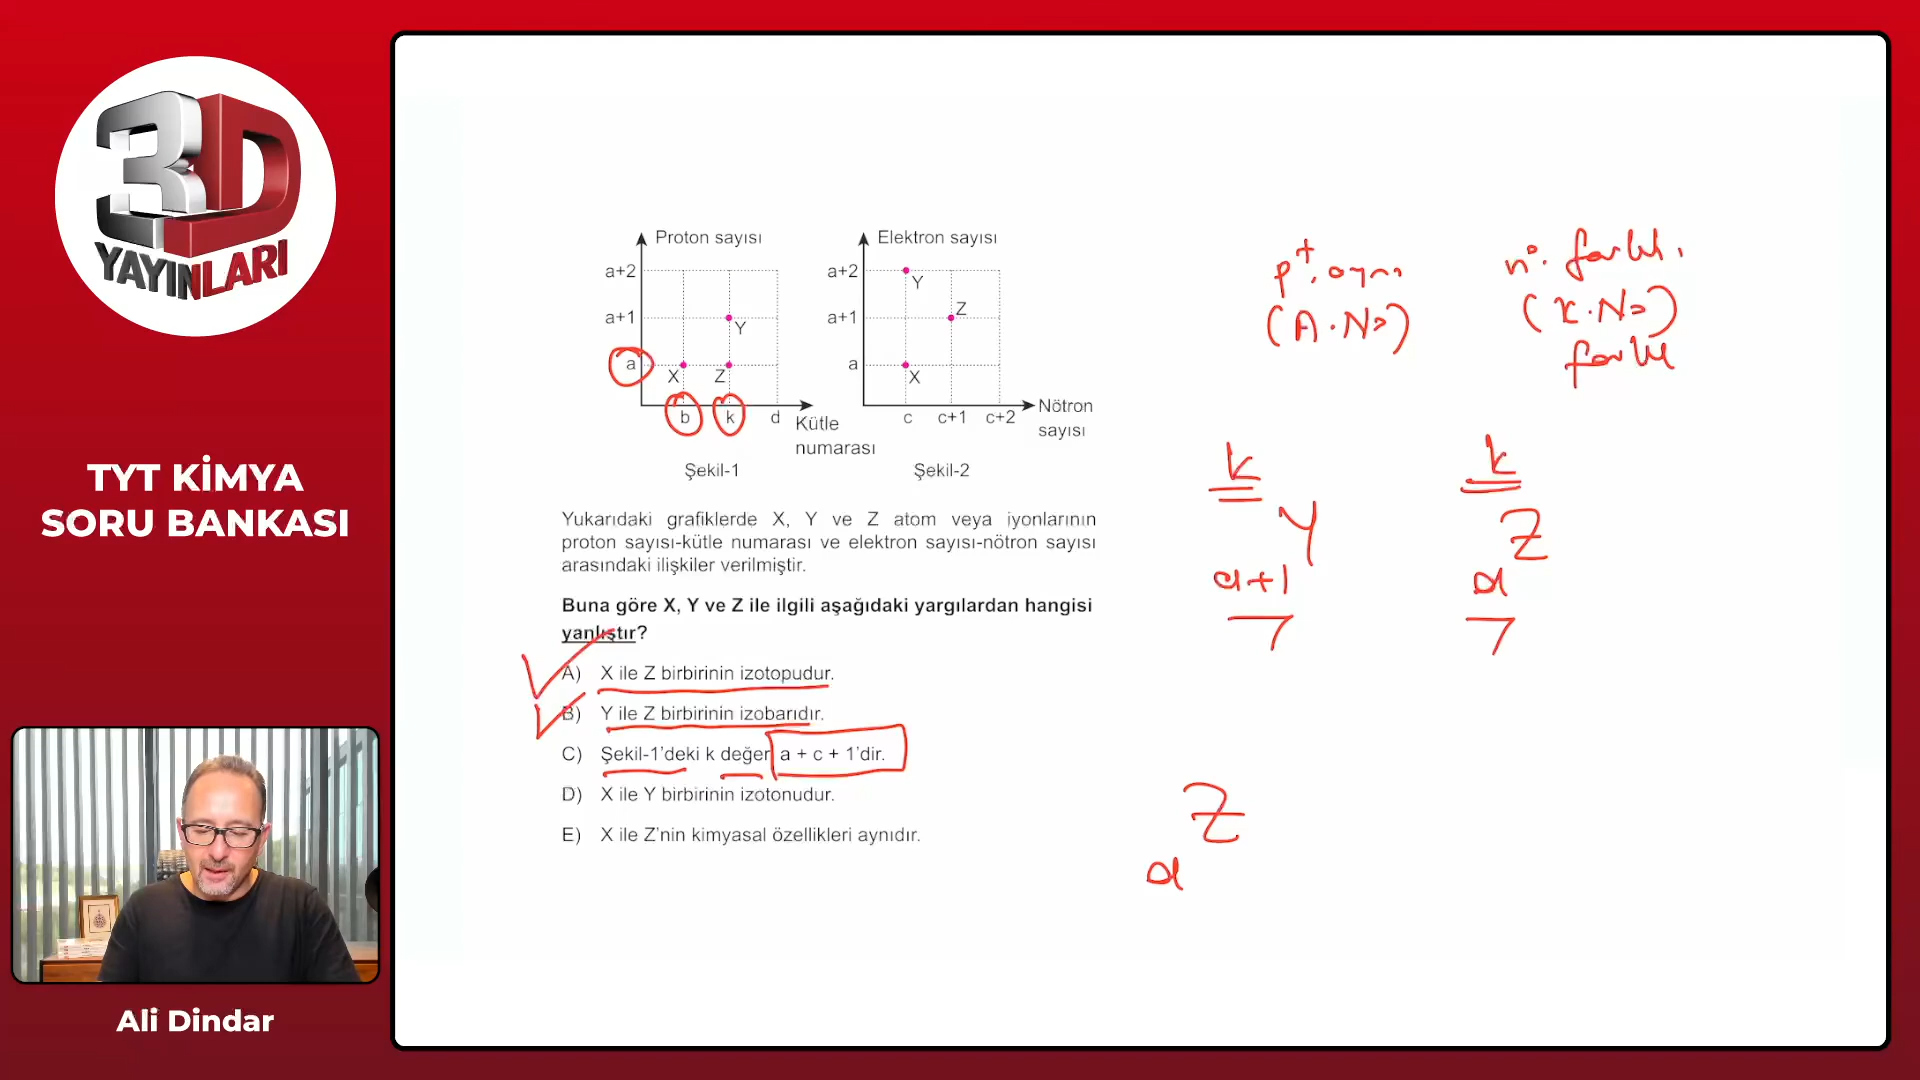 3D
YAYINLARI
TYT KİMYA
SORU BANKASI
Ali Dindar
Proton sayısı
a+2
a+1
a
Y
X
Z
b
k
d
Kütle
numarası
Şekil-1
Elektron sayısı
a+2
a+1
a
Y
Z
X
c
c+1
c+2
Nötron
sayısı
Şekil-2
Yukarıdaki grafiklerde X, Y ve Z atom veya iyonlarının
proton sayısı-kütle numarası ve elektron sayısı-nötron sayısı
arasındaki ilişkiler verilmiştir.
Buna göre X, Y ve Z ile ilgili aşağıdaki yargılardan hangisi
yanlıştır?
A) X ile Z birbirinin izotopudur.
B) Y ile Z birbirinin izobarıdır.
C) Şekil-1'deki k değeri a + c + 1'dir.
D) X ile Y birbirinin izotonudur.
E) X ile Z'nin kimyasal özellikleri aynıdır.
p+. aynı
(A.No)
n°. farklı.
(K.No)
farklı
k
Y
a+1
k
Z
a
Z
a